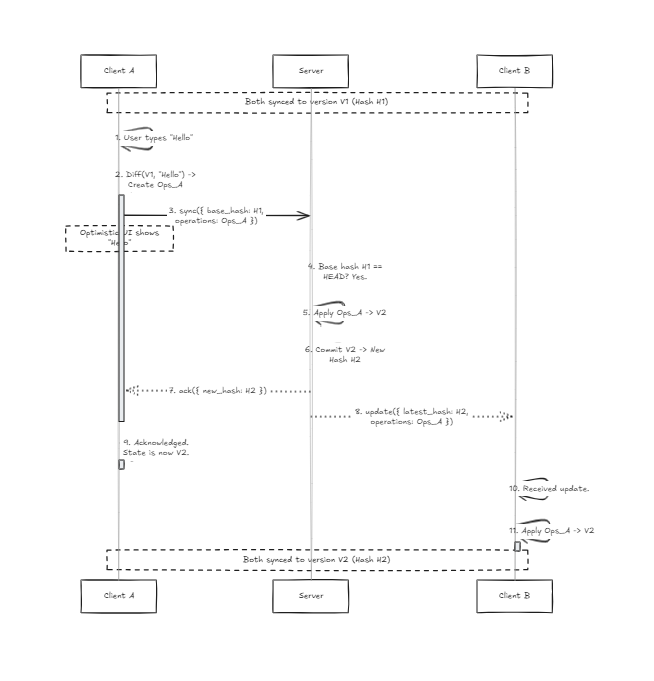 Client A
Server
Client B
Both synced to version V1 (Hash H1)
1. User types "Hello"
2. Diff(V1, "Hello") ->
Create Ops_A
3. sync({ base_hash: H1,
operations: Ops_A })
Optimistic UI shows
"Hello"
4. Base hash H1 ==
HEAD? Yes.
5. Apply Ops_A -> V2
6. Commit V2 -> New
Hash H2
7. ack({ new_hash: H2 })
8. update({ latest_hash: H2,
operations: Ops_A })
9. Acknowledged.
State is now V2.
10. Received update.
11. Apply Ops_A -> V2
Both synced to version V2 (Hash H2)
Client A
Server
Client B